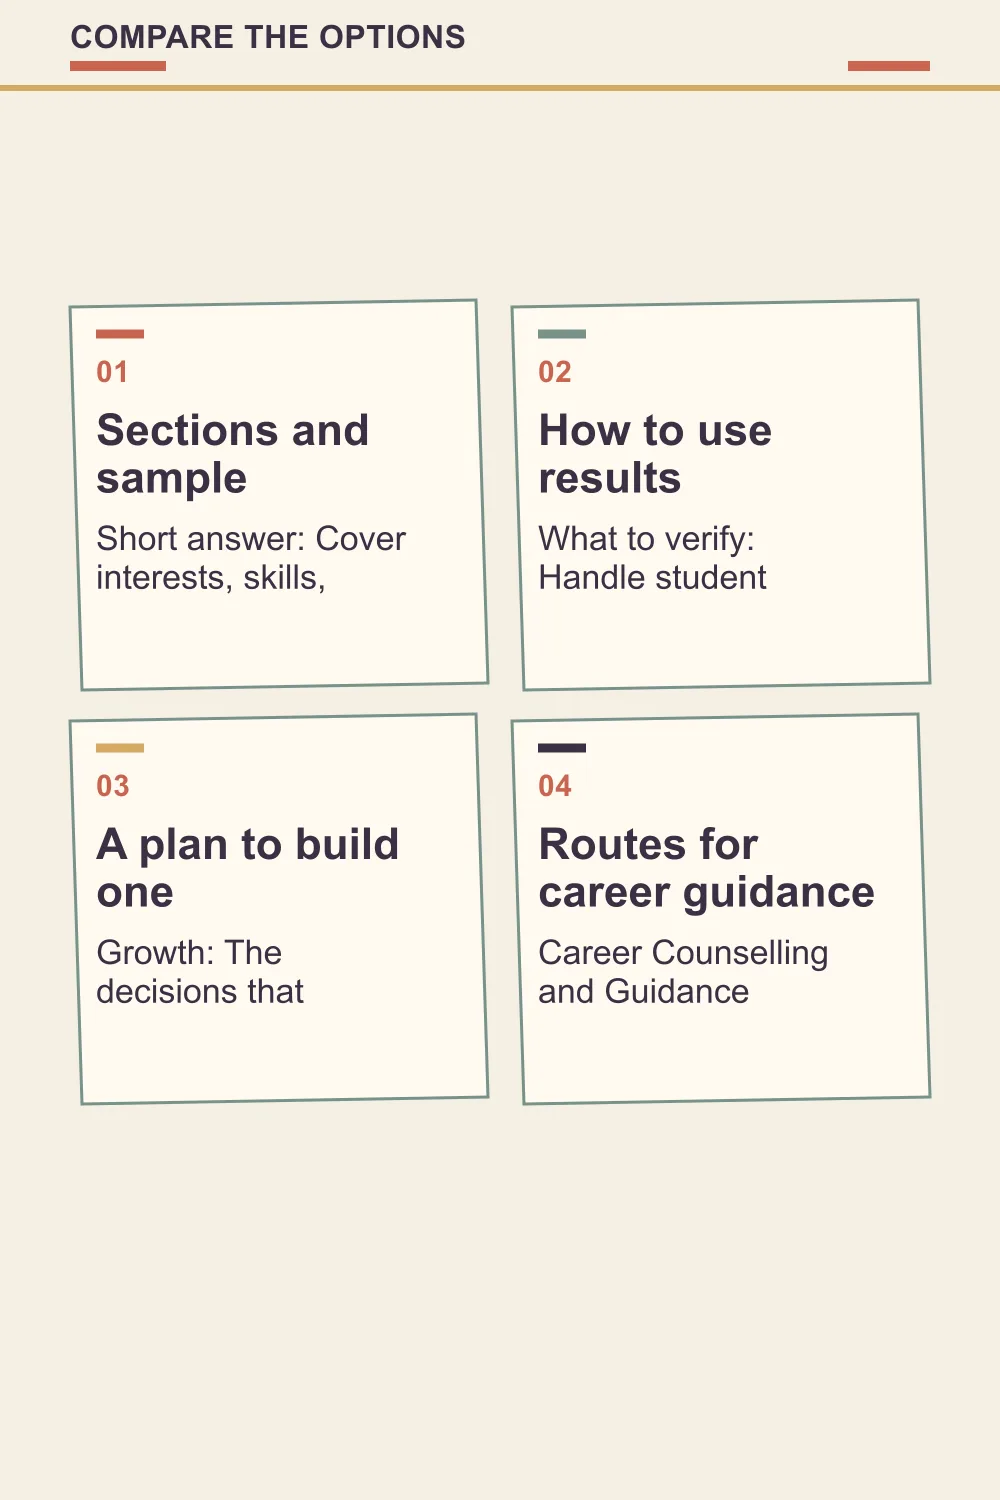 COMPARE THE OPTIONS
01
Sections and
sample
Short answer: Cover
interests, skills,
02
How to use
results
What to verify:
Handle student
03
A plan to build
one
Growth: The
decisions that
04
Routes for
career guidance
Career Counselling
and Guidance